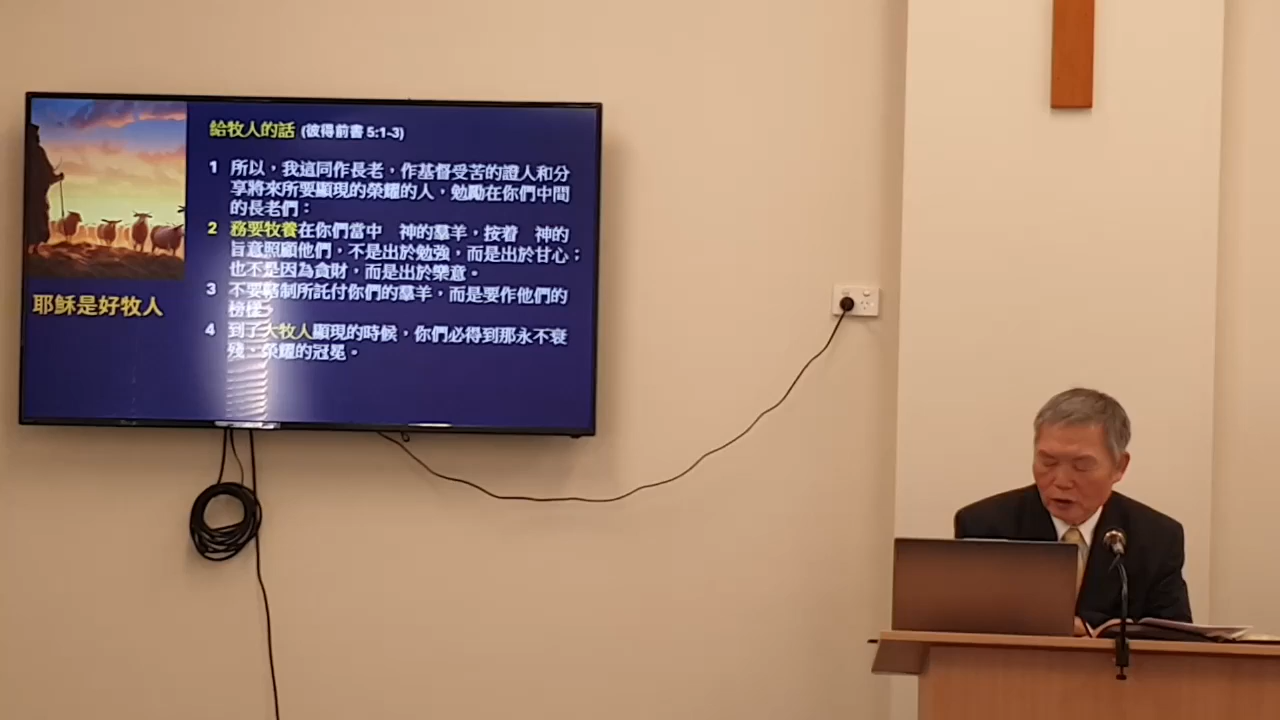 給牧人的話 (彼得前書 5:1-3)
1 所以，我這同作長老，作基督受苦的證人和分
享將來所要顯現的榮耀的人，勉勵在你們中間
的長老們：
2 務要牧養在你們當中　神的羣羊，按着　神的
旨意照顧他們，不是出於勉強，而是出於甘心；
也不是因為貪財，而是出於樂意。
3 不要轄制所託付你們的羣羊，而是要作他們的
榜樣。
4 到了大牧人顯現的時候，你們必得到那永不衰
殘、榮耀的冠冕。
耶穌是好牧人